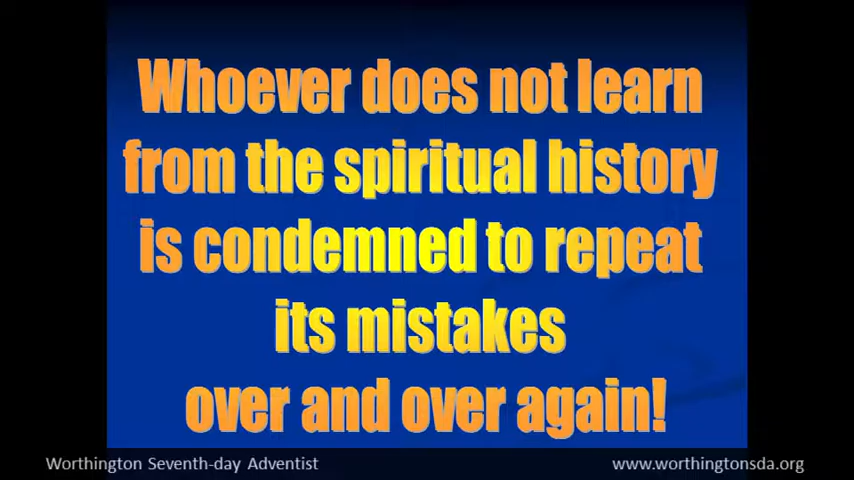 Whoever does not learn
from the spiritual history
is condemned to repeat
its mistakes
over and over again!
Worthington Seventh-day Adventist
www.worthingtonsda.org